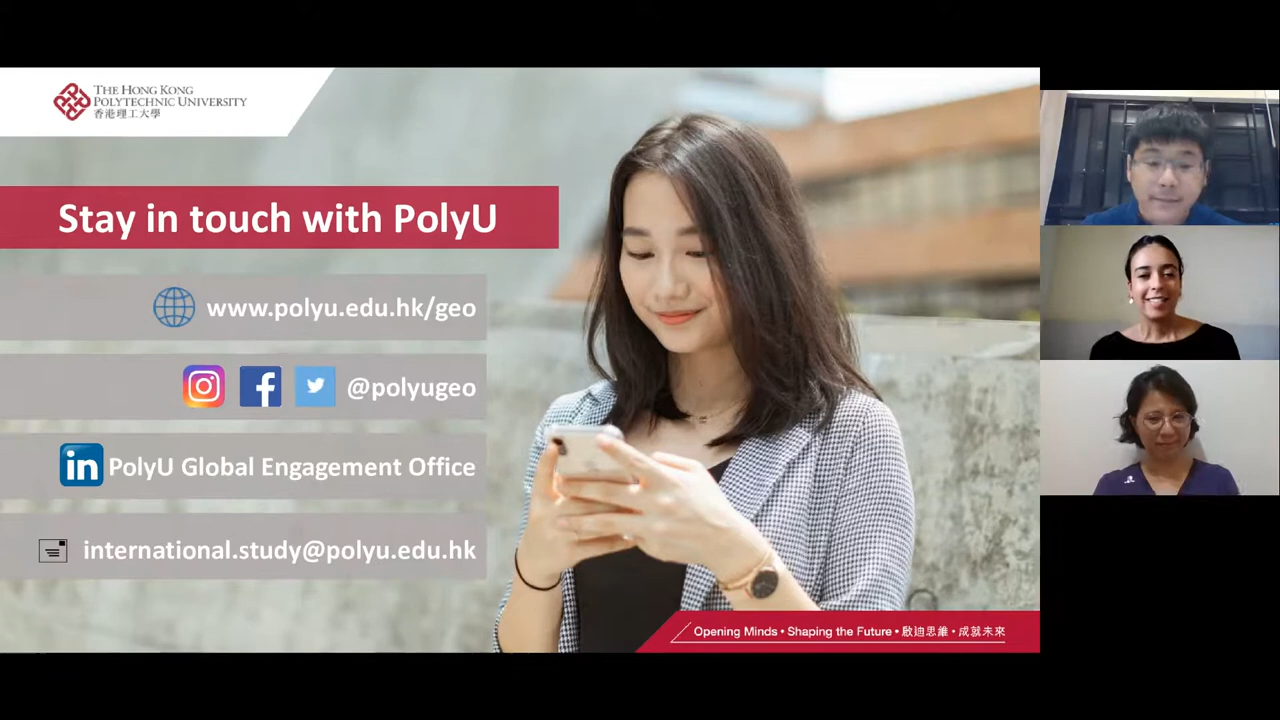 THE HONG KONG
POLYTECHNIC UNIVERSITY
香港理工大學
Stay in touch with PolyU
www.polyu.edu.hk/geo
@polyugeo
in PolyU Global Engagement Office
international.study@polyu.edu.hk
Opening Minds • Shaping the Future • 啟迪思維 • 成就未來